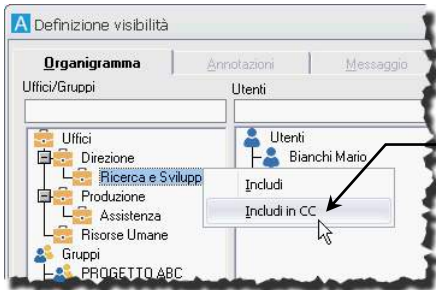 Definizione visibilità
Organigramma
Annotazioni
Messaggio
Uffici/Gruppi
Utenti
Uffici
Direzione
Ricerca e Svilupp
Produzione
Assistenza
Risorse Umane
Gruppi
PROGETTO ABC
Utenti
Bianchi Mario
Includi
Includi in CC